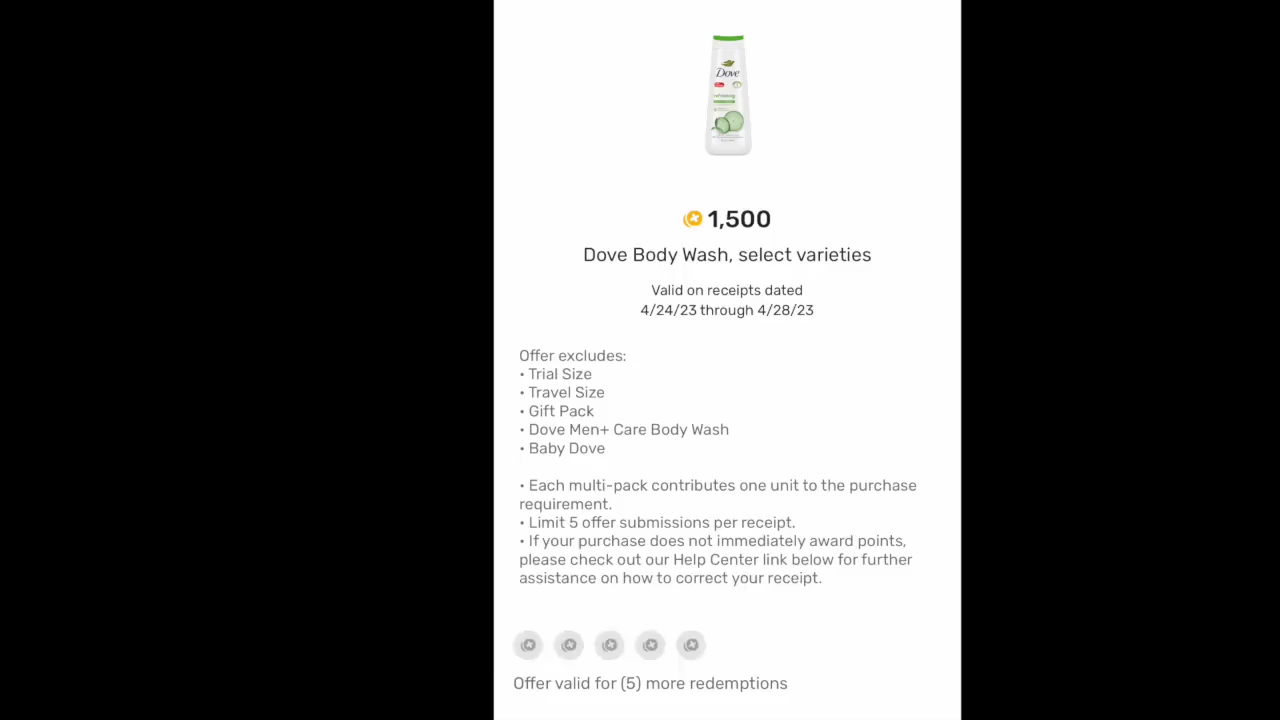 Dove
refreshing
1,500
Dove Body Wash, select varieties
Valid on receipts dated
4/24/23 through 4/28/23
Offer excludes:
• Trial Size
• Travel Size
• Gift Pack
• Dove Men+ Care Body Wash
• Baby Dove
• Each multi-pack contributes one unit to the purchase
requirement.
• Limit 5 offer submissions per receipt.
• If your purchase does not immediately award points,
please check out our Help Center link below for further
assistance on how to correct your receipt.
Offer valid for (5) more redemptions